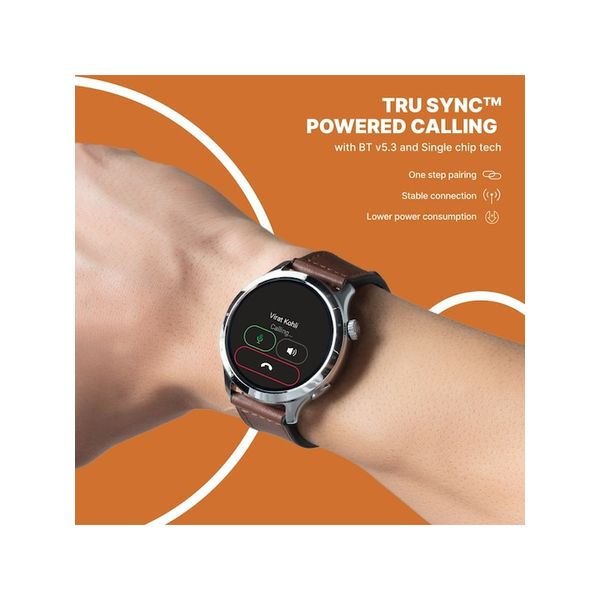 TRU SYNC™
POWERED CALLING
with BT v5.3 and Single chip tech
One step pairing
Stable connection
Lower power consumption
Virat Kohli
Calling...